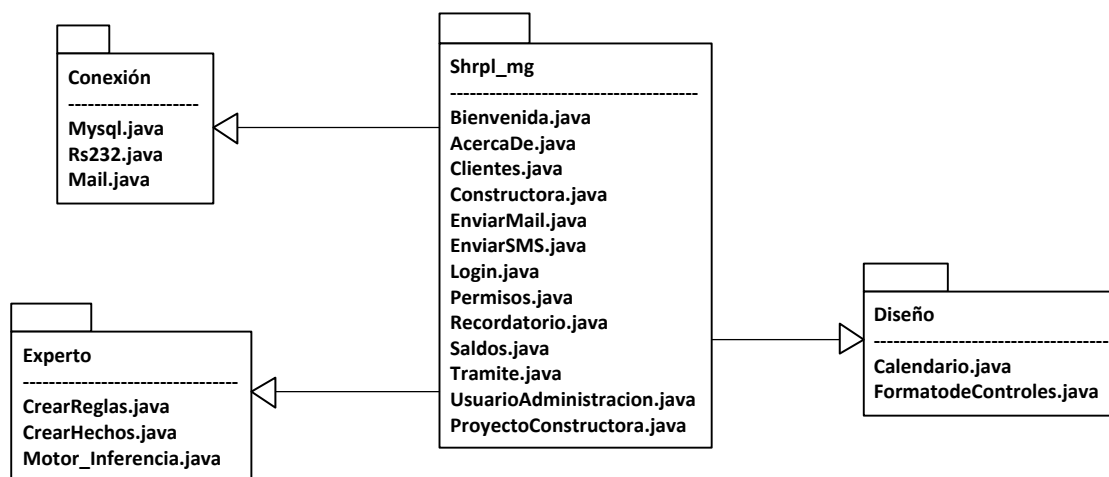 Conexión
---------------------
Mysql.java
Rs232.java
Mail.java
Shrpl_mg
----------------------------------------
Bienvenida.java
AcercaDe.java
Clientes.java
Constructora.java
EnviarMail.java
EnviarSMS.java
Login.java
Permisos.java
Recordatorio.java
Saldos.java
Tramite.java
UsuarioAdministracion.java
ProyectoConstructora.java
Experto
-----------------------------------
CrearReglas.java
CrearHechos.java
Motor_Inferencia.java
Diseño
--------------------------------------
Calendario.java
FormatodeControles.java